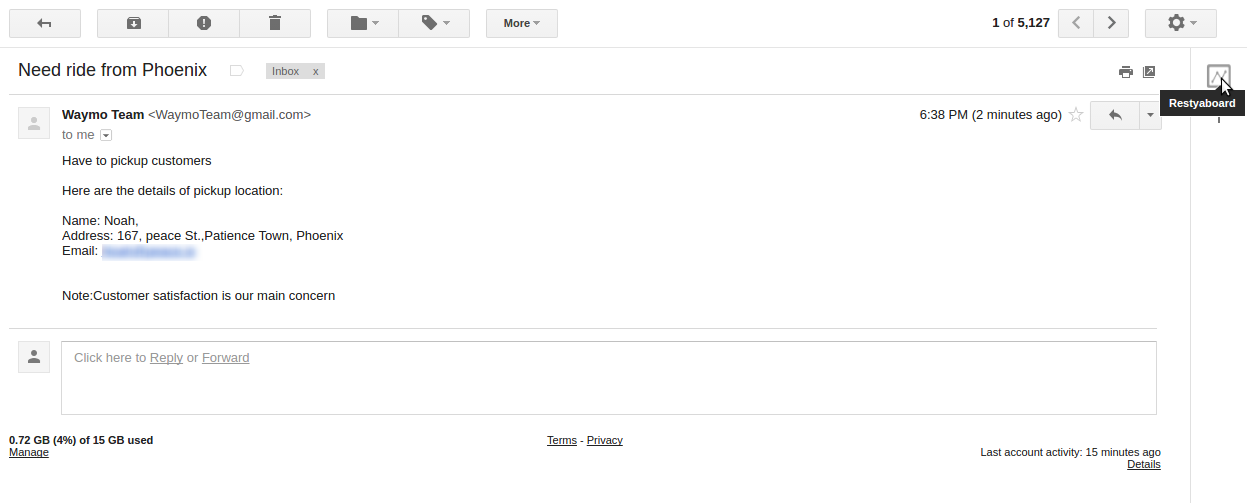 More
1 of 5,127
Need ride from Phoenix
Inbox x
Restyaboard
Waymo Team <WaymoTeam@gmail.com>
6:38 PM (2 minutes ago)
to me
Have to pickup customers
Here are the details of pickup location:
Name: Noah,
Address: 167, peace St.,Patience Town, Phoenix
Email:
Note:Customer satisfaction is our main concern
Click here to Reply or Forward
0.72 GB (4%) of 15 GB used
Manage
Terms - Privacy
Last account activity: 15 minutes ago
Details